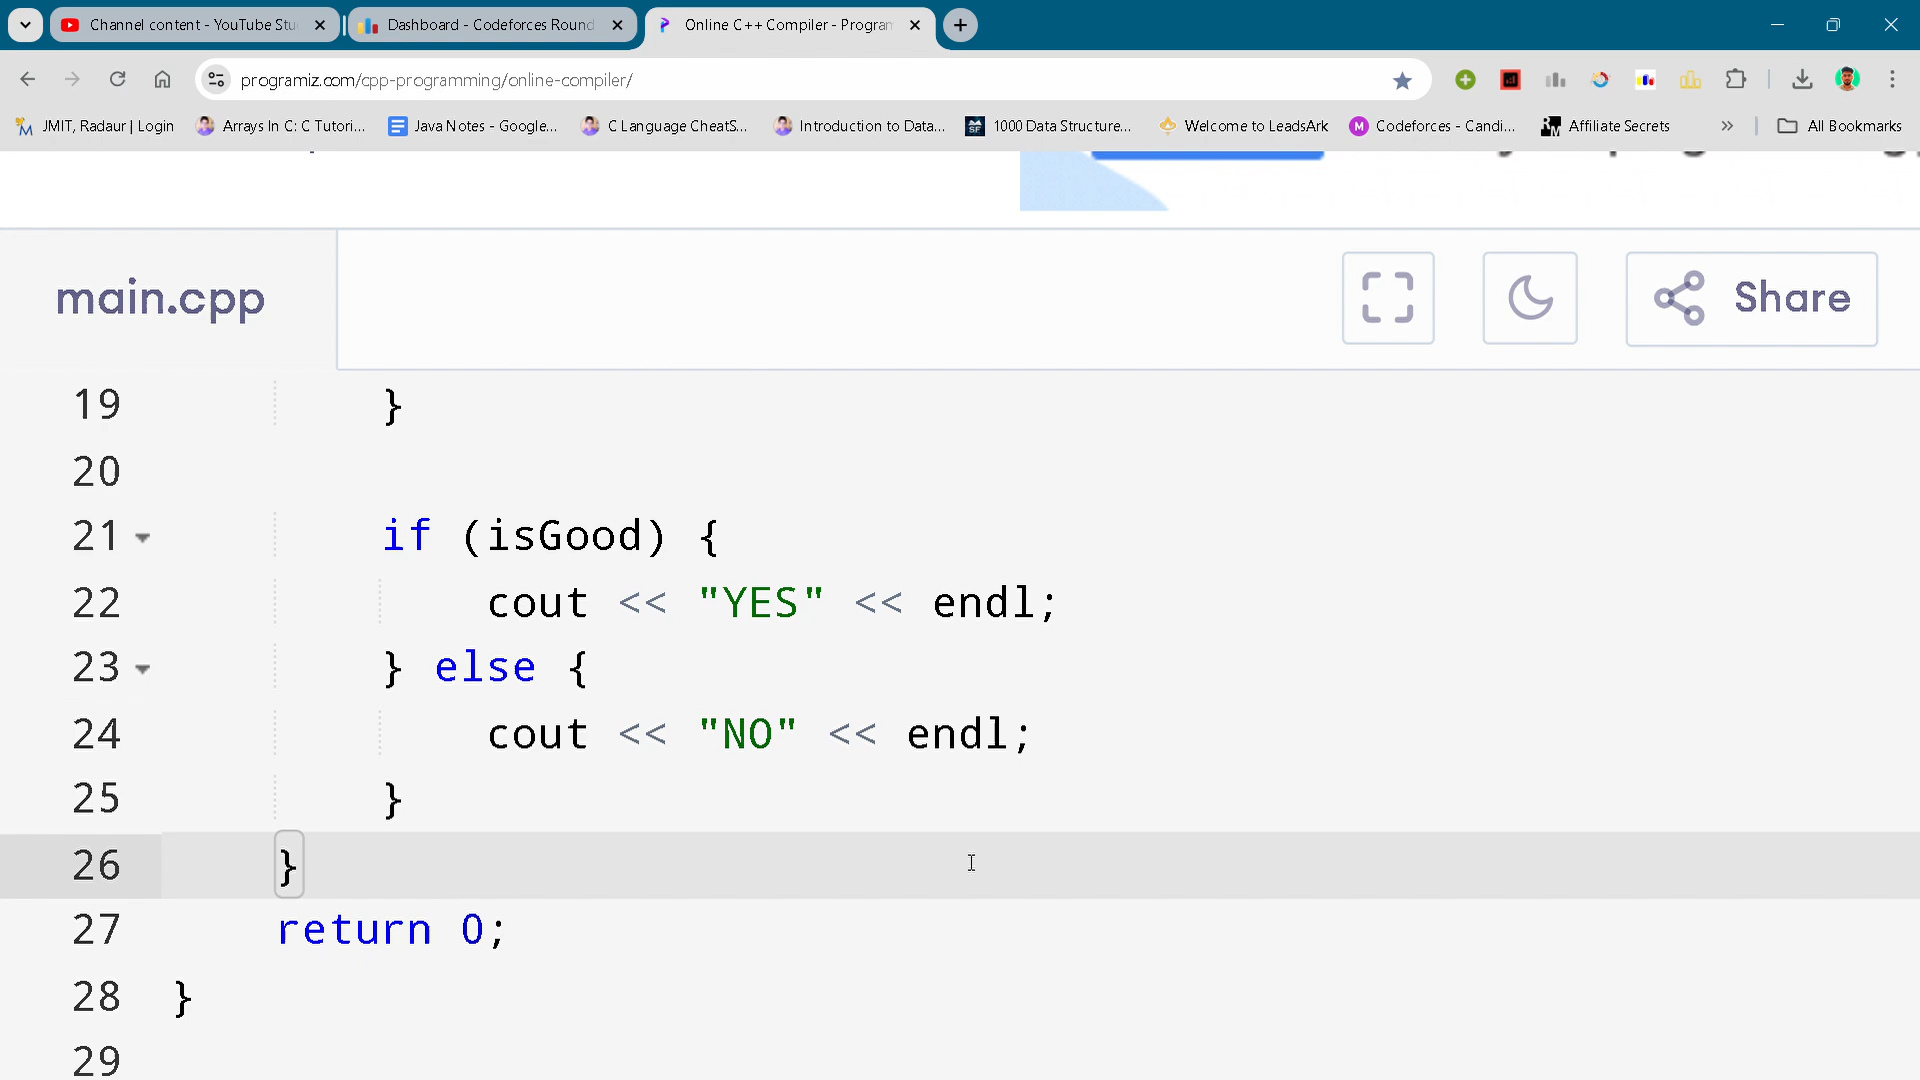 Channel content - YouTube Stu
Dashboard - Codeforces Round
Online C++ Compiler - Program
programiz.com/cpp-programming/online-compiler/
JMIT, Radaur | Login
Arrays In C: C Tutori...
Java Notes - Google...
C Language CheatS...
Introduction to Data...
1000 Data Structure...
Welcome to LeadsArk
Codeforces - Candi...
Affiliate Secrets
All Bookmarks
main.cpp
Share
19 }
20
21 if (isGood) {
22 cout << "YES" << endl;
23 } else {
24 cout << "NO" << endl;
25 }
26 }
27 return 0;
28 }
29